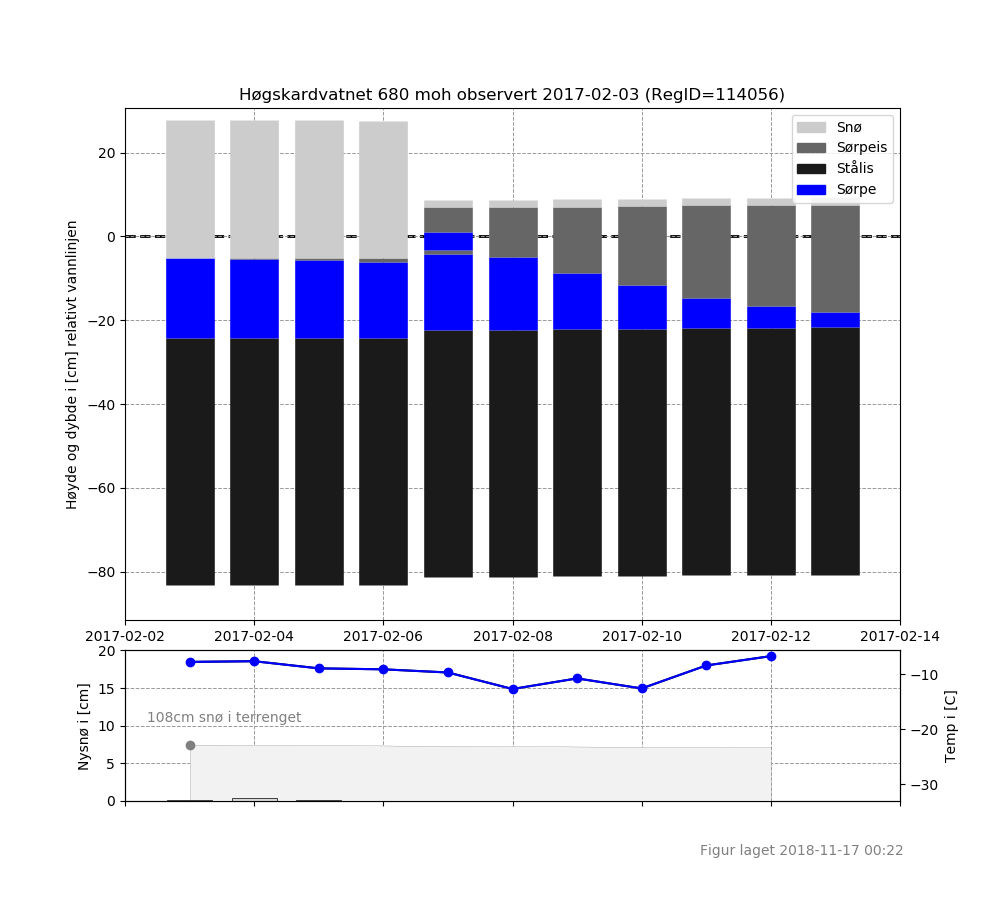 Høgskardvatnet 680 moh observert 2017-02-03 (RegID=114056)
Snø
Sørpeis
Stålis
Sørpe
Høyde og dybde i [cm] relativt vannlinjen
20
0
−20
−40
−60
−80
2017-02-02
2017-02-04
2017-02-06
2017-02-08
2017-02-10
2017-02-12
2017-02-14
Nysnø i [cm]
20
15
10
5
0
108cm snø i terrenget
−10
−20
−30
Temp i [C]
Figur laget 2018-11-17 00:22